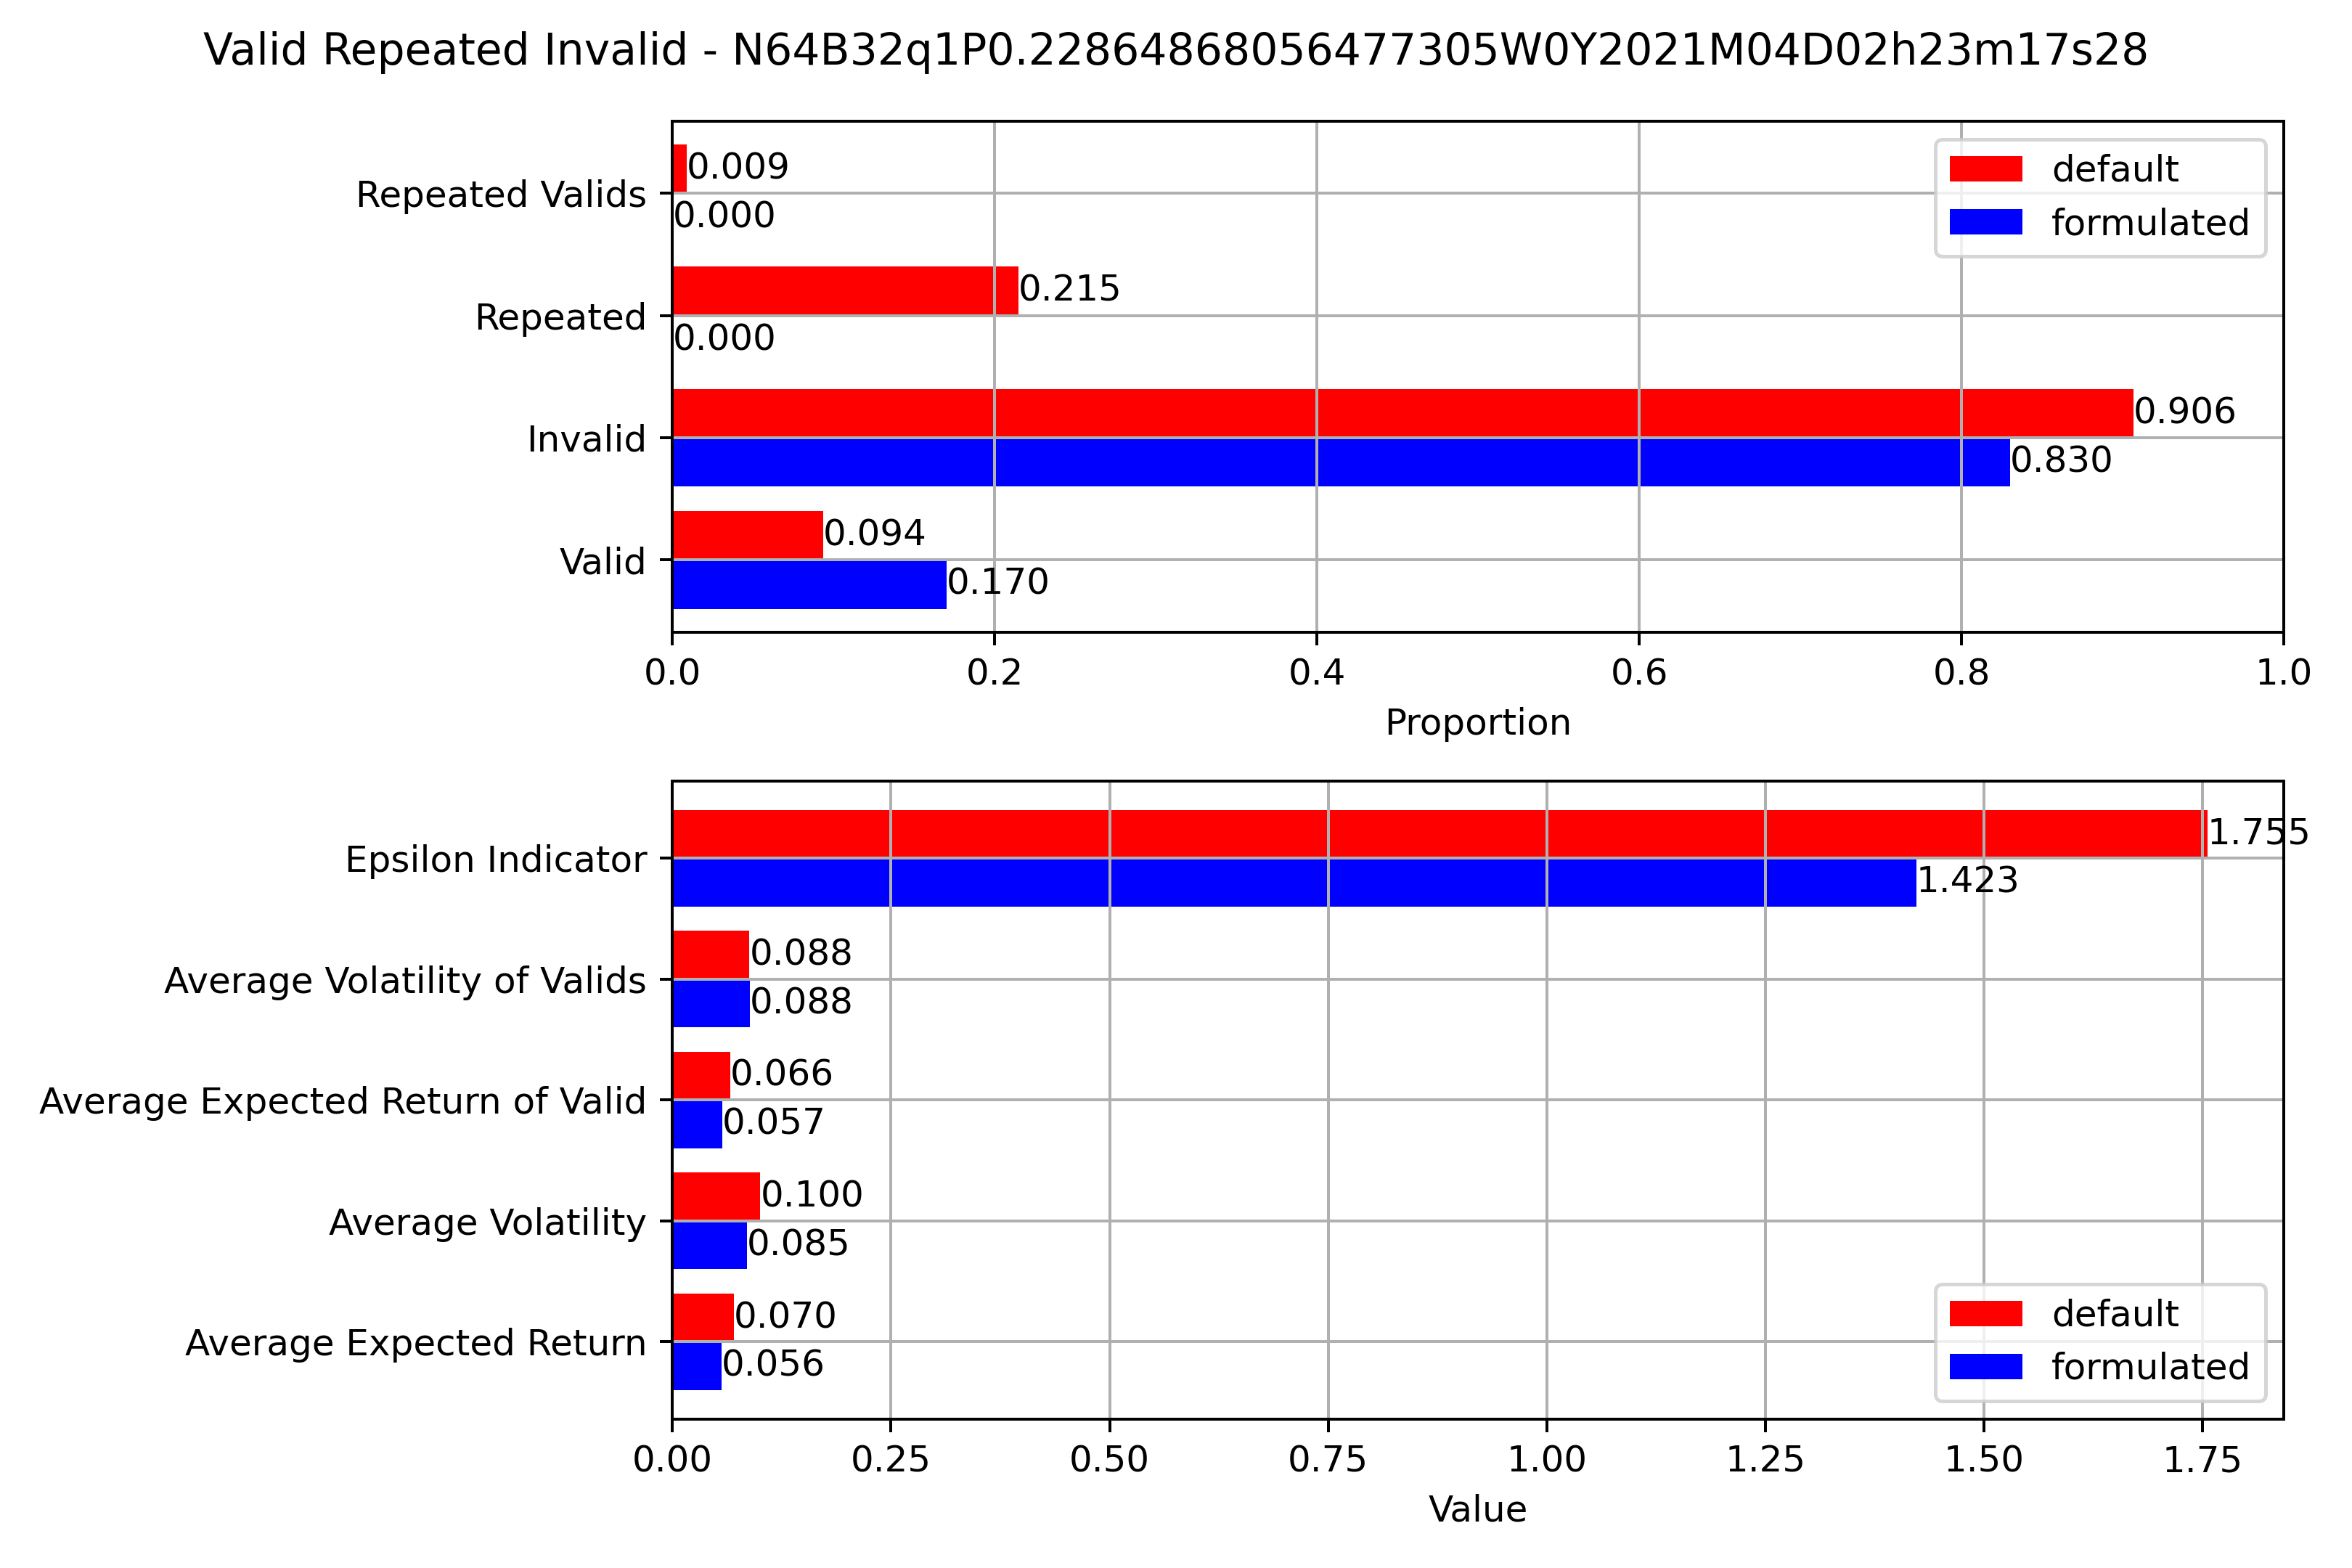 Valid Repeated Invalid - N64B32q1P0.22864868056477305W0Y2021M04D02h23m17s28
Repeated Valids
0.009
0.000
default
formulated
Repeated
0.215
0.000
Invalid
0.906
0.830
Valid
0.094
0.170
0.0 0.2 0.4 0.6 0.8 1.0
Proportion
Epsilon Indicator
1.755
1.423
Average Volatility of Valids
0.088
0.088
Average Expected Return of Valid
0.066
0.057
Average Volatility
0.100
0.085
Average Expected Return
0.070
0.056
default
formulated
0.00 0.25 0.50 0.75 1.00 1.25 1.50 1.75
Value